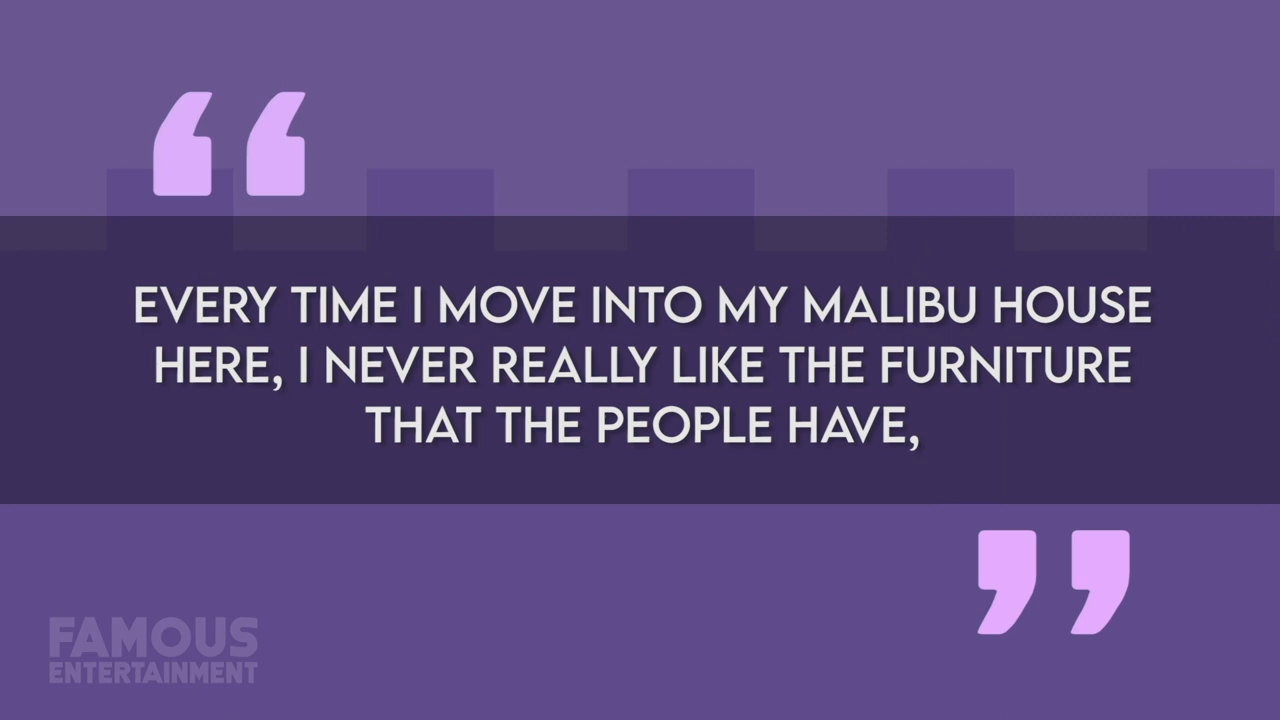 EVERY TIME I MOVE INTO MY MALIBU HOUSE
HERE, I NEVER REALLY LIKE THE FURNITURE
THAT THE PEOPLE HAVE,
FAMOUS
ENTERTAINMENT